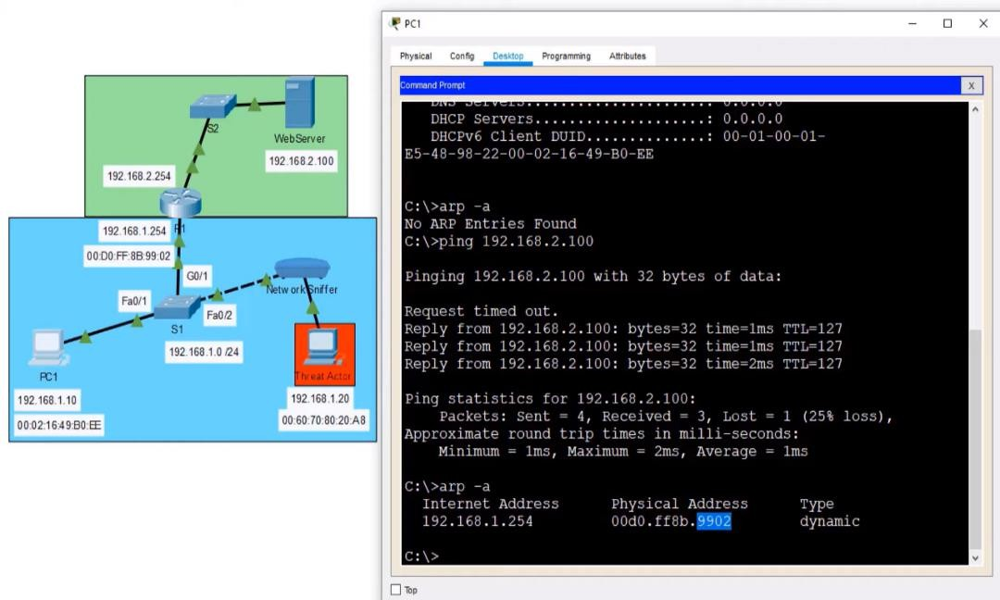 S2
WebServer
192.168.2.100
192.168.2.254
192.168.1.254
00:D0:FF:8B:99:02
G0/1
NetworkSniffer
Fa0/1
Fa0/2
S1
192.168.1.0 /24
PC1
Threat Actor
192.168.1.10
192.168.1.20
00:02:16:49:B0:EE
00:60:70:80:20:A8
PC1
Physical Config Desktop Programming Attributes
Command Prompt X
DNS Servers......................: 0.0.0.0
DHCP Servers....................: 0.0.0.0
DHCPv6 Client DUID..............: 00-01-00-01-
E5-48-98-22-00-02-16-49-B0-EE
C:\>arp -a
No ARP Entries Found
C:\>ping 192.168.2.100
Pinging 192.168.2.100 with 32 bytes of data:
Request timed out.
Reply from 192.168.2.100: bytes=32 time=1ms TTL=127
Reply from 192.168.2.100: bytes=32 time=1ms TTL=127
Reply from 192.168.2.100: bytes=32 time=2ms TTL=127
Ping statistics for 192.168.2.100:
Packets: Sent = 4, Received = 3, Lost = 1 (25% loss),
Approximate round trip times in milli-seconds:
Minimum = 1ms, Maximum = 2ms, Average = 1ms
C:\>arp -a
Internet Address Physical Address Type
192.168.1.254 00d0.ff8b.9902 dynamic
C:\>
Top